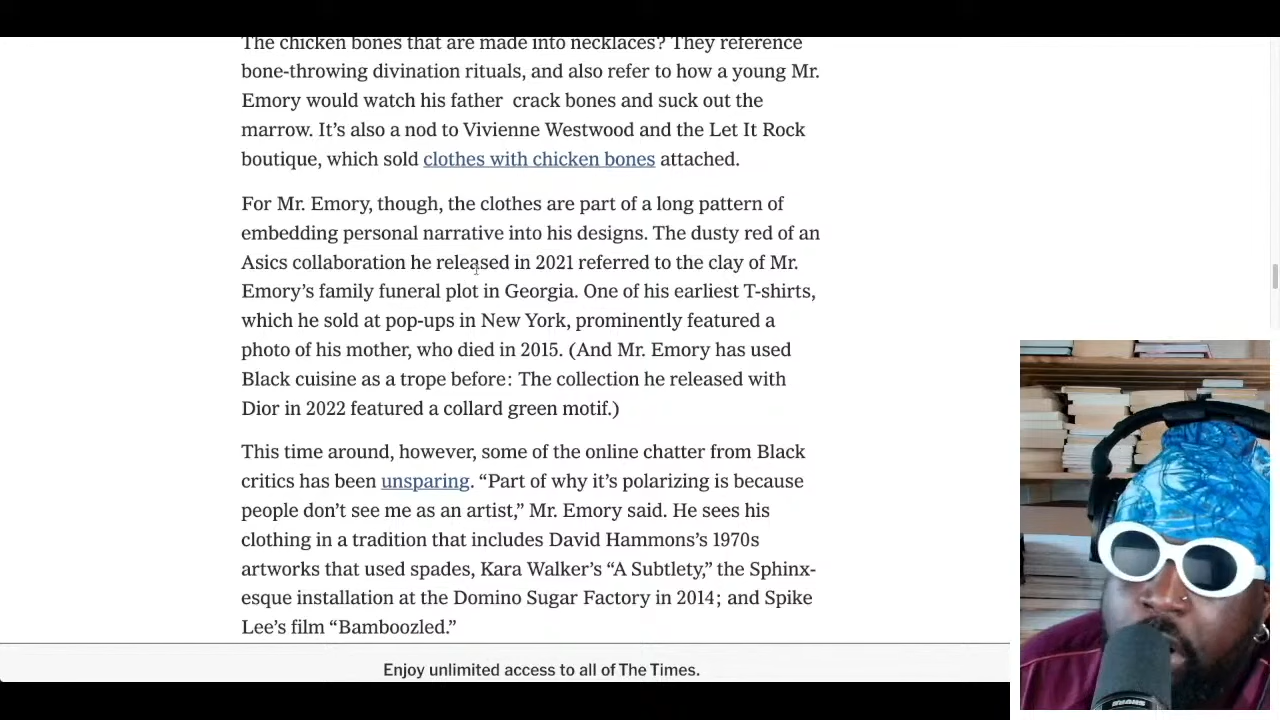 The chicken bones that are made into necklaces? They reference
bone-throwing divination rituals, and also refer to how a young Mr.
Emory would watch his father crack bones and suck out the
marrow. It’s also a nod to Vivienne Westwood and the Let It Rock
boutique, which sold clothes with chicken bones attached.
For Mr. Emory, though, the clothes are part of a long pattern of
embedding personal narrative into his designs. The dusty red of an
Asics collaboration he released in 2021 referred to the clay of Mr.
Emory’s family funeral plot in Georgia. One of his earliest T-shirts,
which he sold at pop-ups in New York, prominently featured a
photo of his mother, who died in 2015. (And Mr. Emory has used
Black cuisine as a trope before: The collection he released with
Dior in 2022 featured a collard green motif.)
This time around, however, some of the online chatter from Black
critics has been unsparing. “Part of why it’s polarizing is because
people don’t see me as an artist,” Mr. Emory said. He sees his
clothing in a tradition that includes David Hammons’s 1970s
artworks that used spades, Kara Walker’s “A Subtlety,” the Sphinx-
esque installation at the Domino Sugar Factory in 2014; and Spike
Lee’s film “Bamboozled.”
Enjoy unlimited access to all of The Times.
SHURE